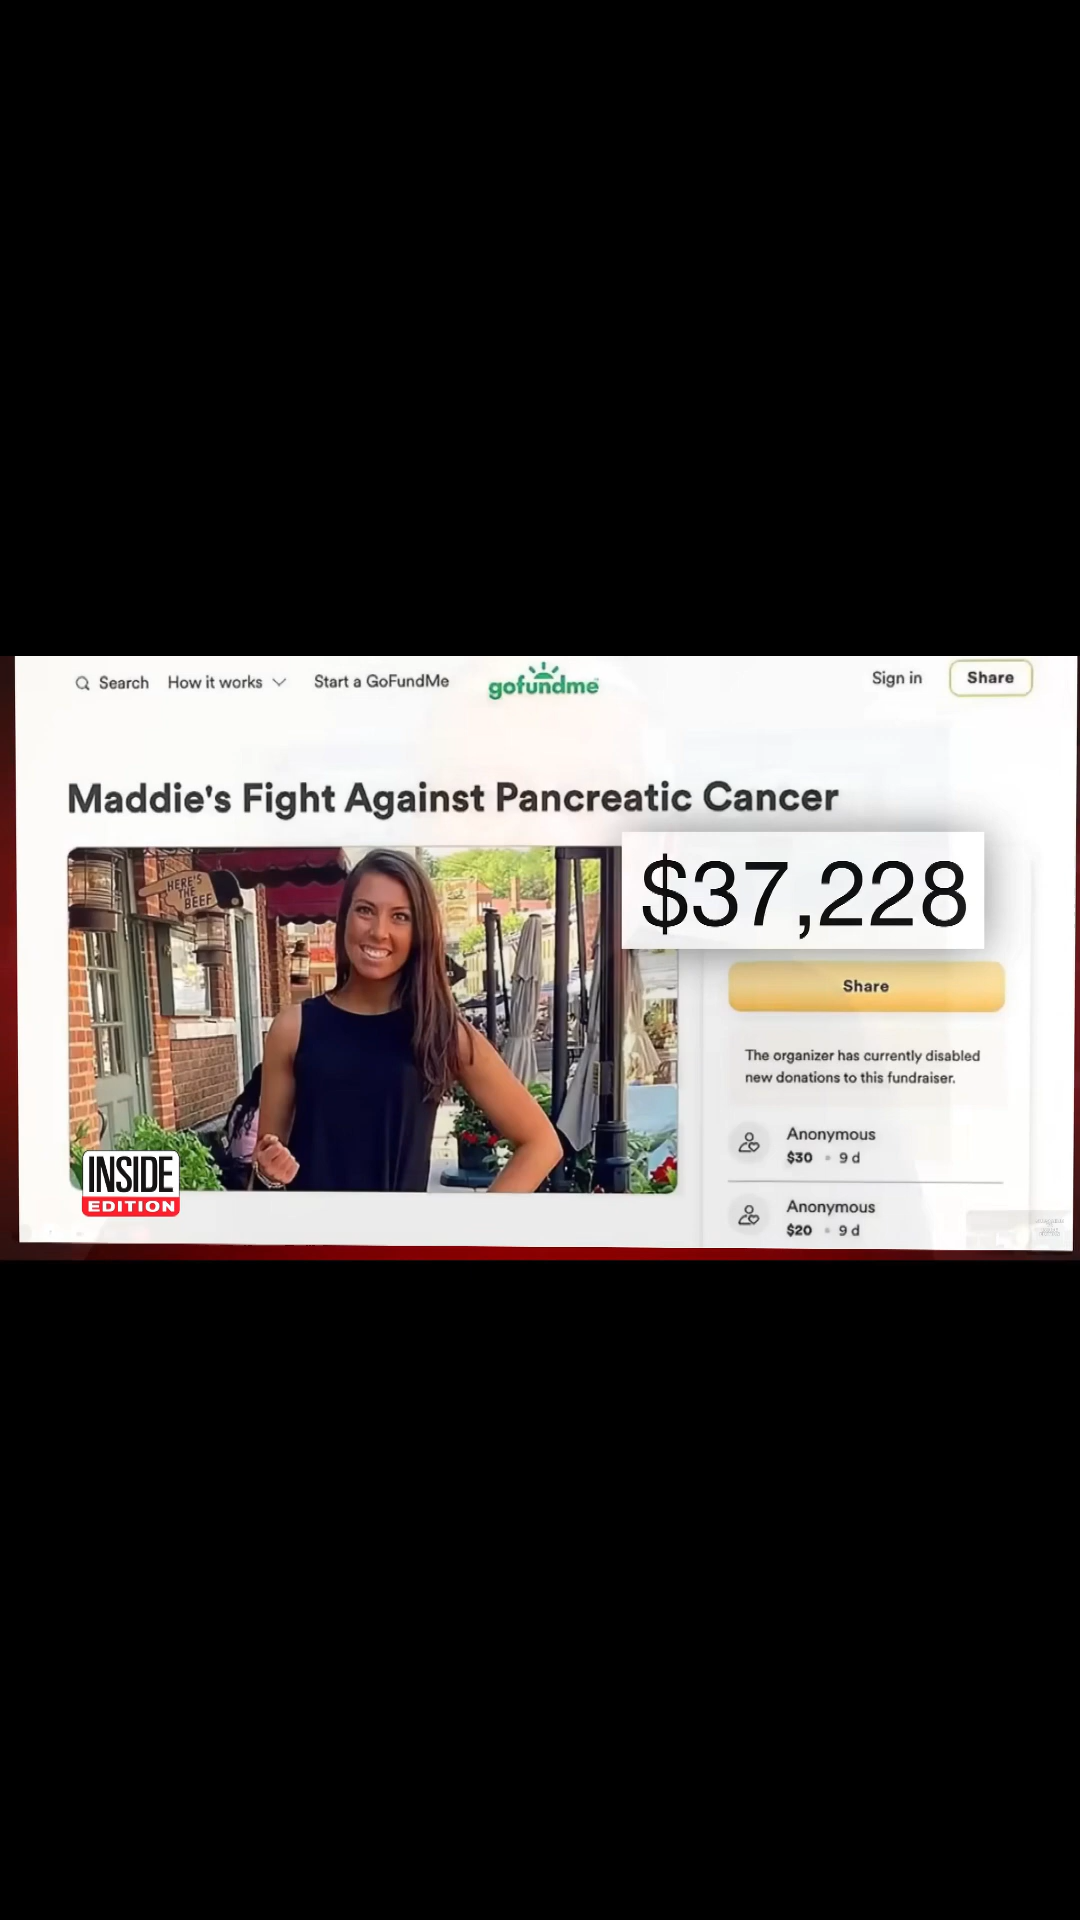 Search How it works Start a GoFundMe gofundme Sign in Share
Maddie's Fight Against Pancreatic Cancer
$37,228
HERE'S
THE
BEEF
Share
The organizer has currently disabled
new donations to this fundraiser.
Anonymous
$30 • 9 d
Anonymous
$20 • 9 d
INSIDE
EDITION